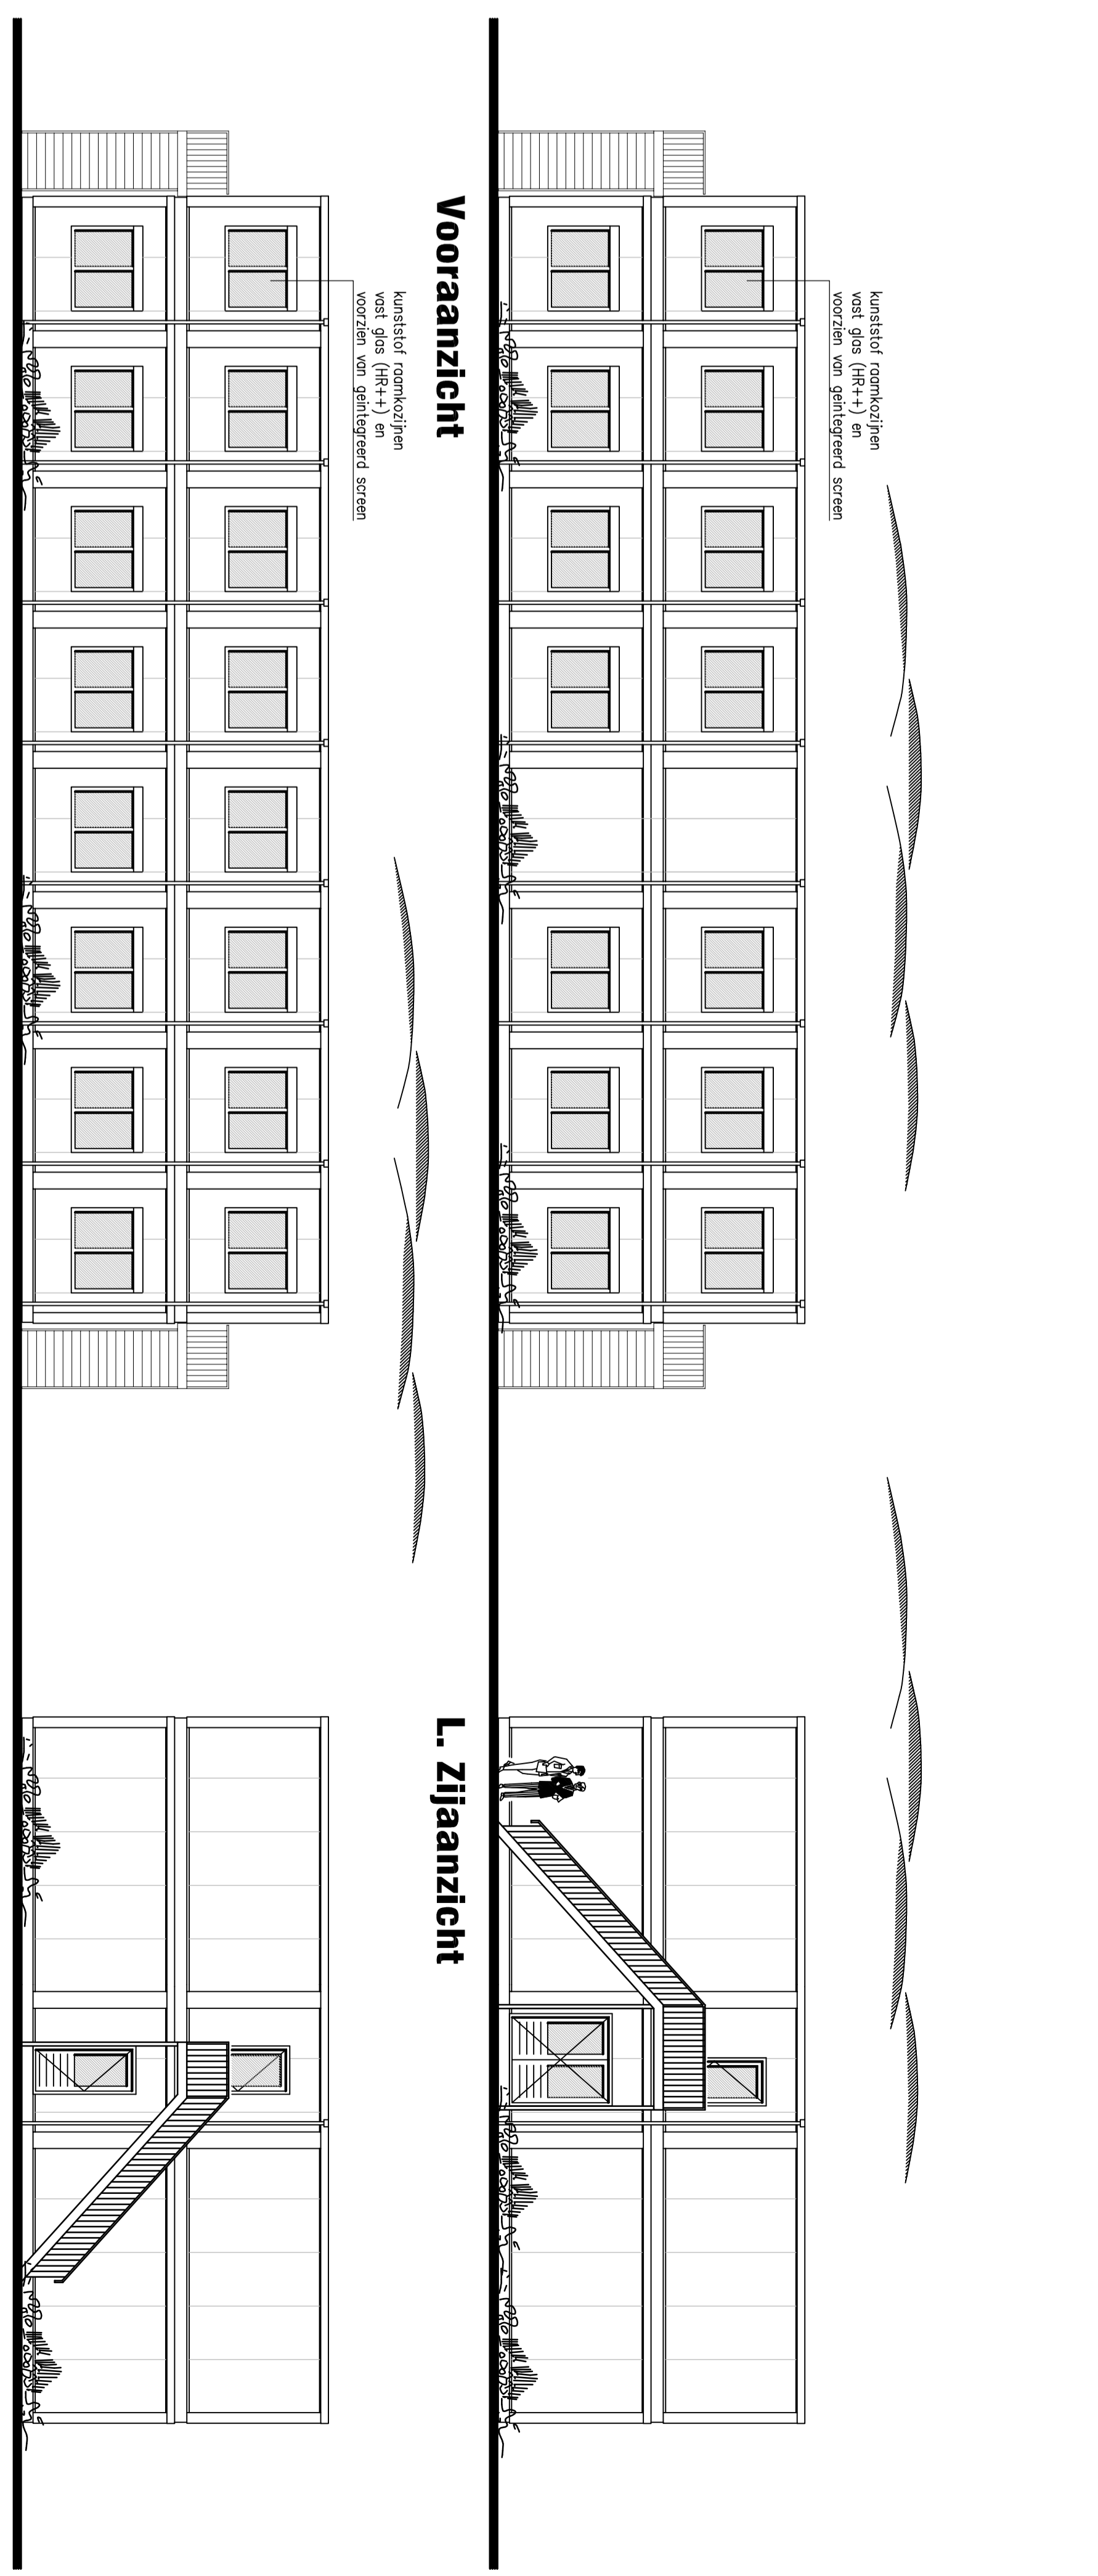 kunststof raamkozijnen
vast glas (HR++) en
voorzien van geintegreerd screen
Vooraanzicht
L. Zijaanzicht
kunststof raamkozijnen
vast glas (HR++) en
voorzien van geintegreerd screen